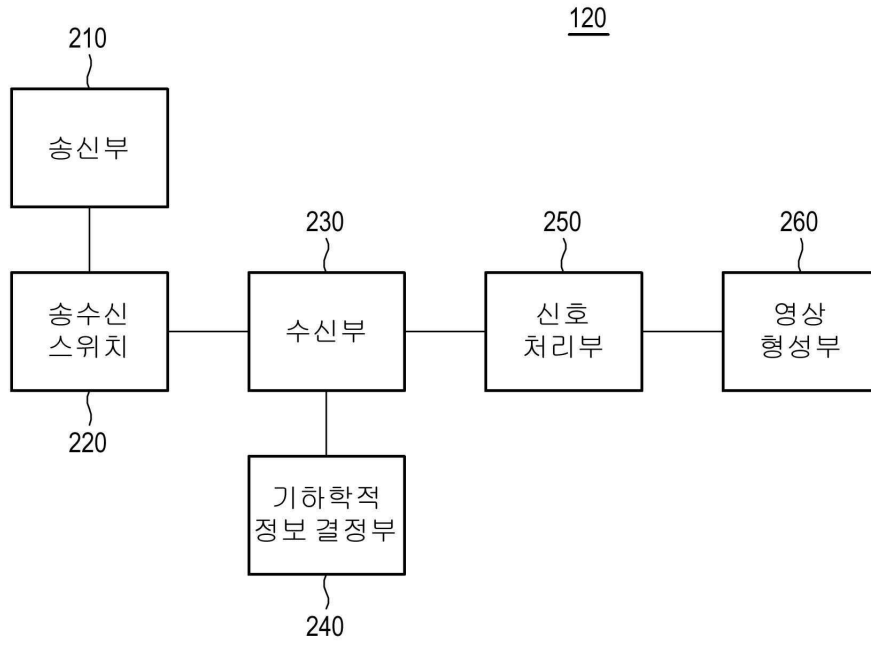 120
210
송신부
230
250
260
송수신
스위치
수신부
신호
처리부
영상
형성부
220
기하학적
정보 결정부
240